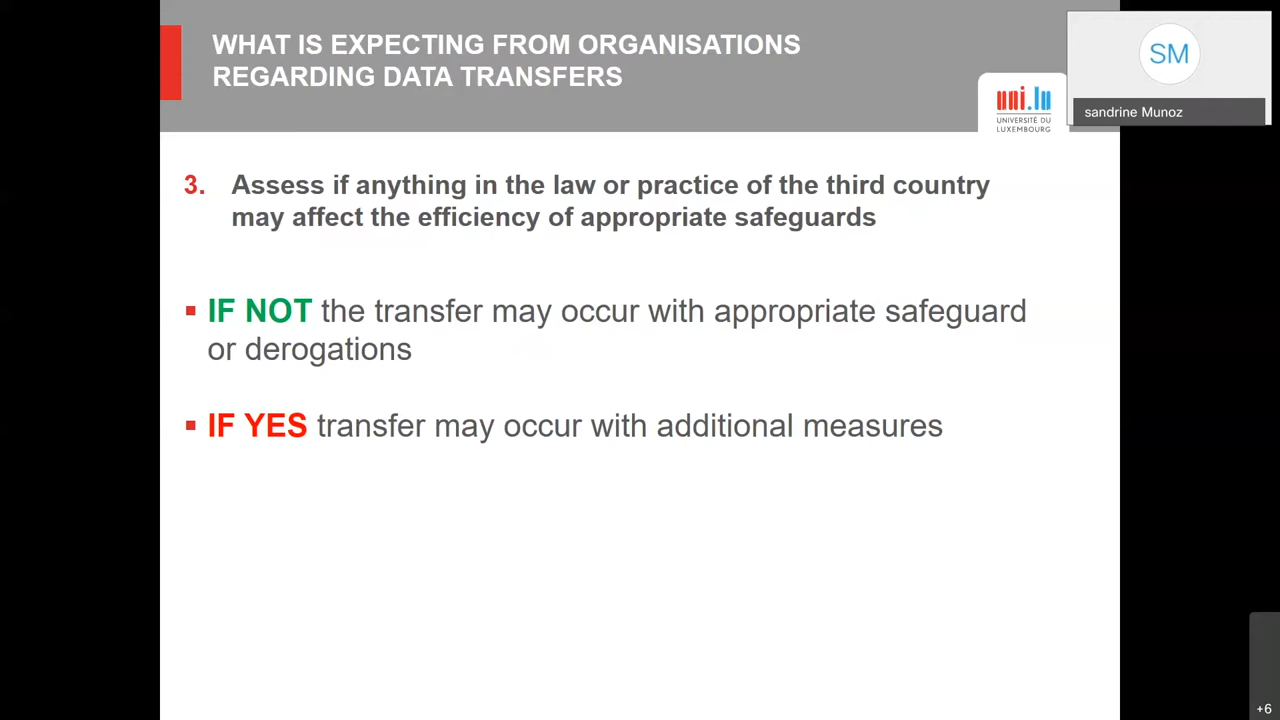 WHAT IS EXPECTING FROM ORGANISATIONS
REGARDING DATA TRANSFERS
SM
sandrine Munoz
uni.lu
UNIVERSITÉ DU
LUXEMBOURG
3. Assess if anything in the law or practice of the third country
may affect the efficiency of appropriate safeguards
▪ IF NOT the transfer may occur with appropriate safeguard
or derogations
▪ IF YES transfer may occur with additional measures
+6